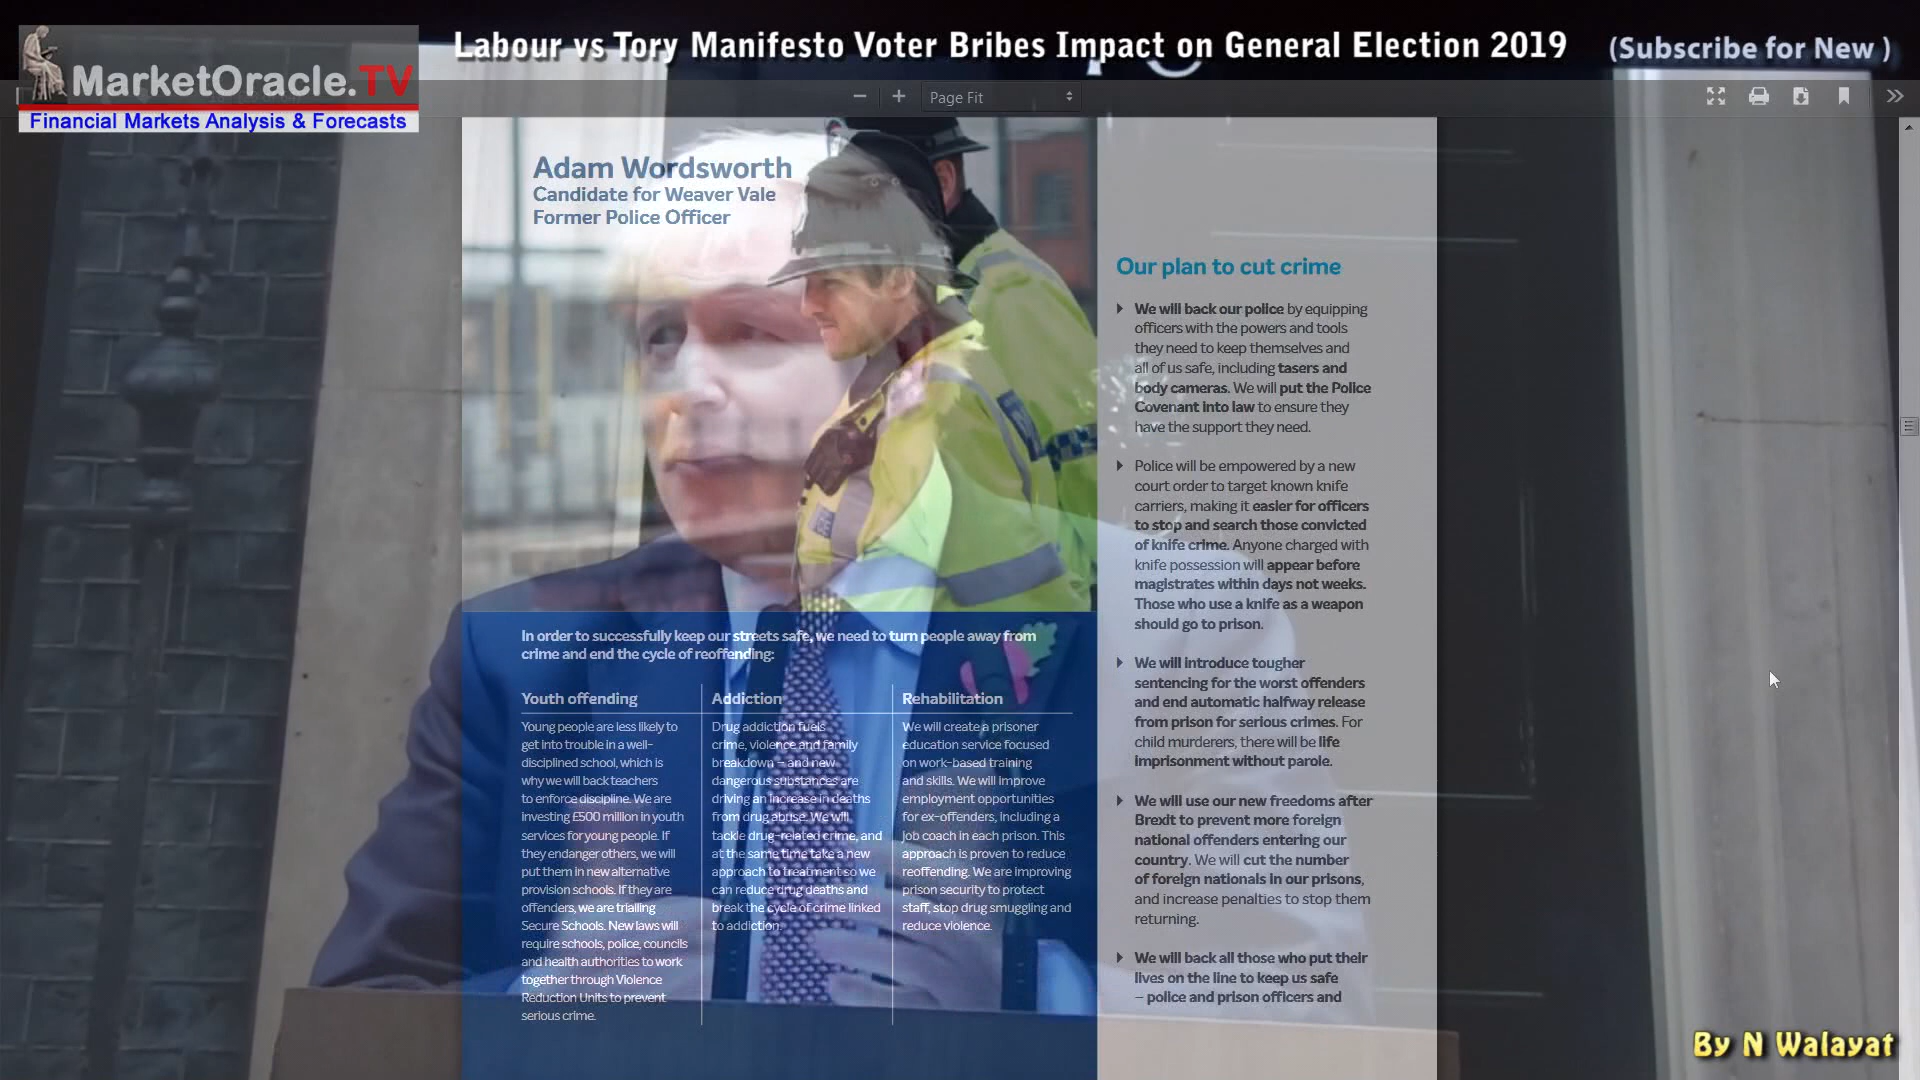 Labour vs Tory Manifesto Voter Bribes Impact on General Election 2019 (Subscribe for New )
MarketOracle.TV
Financial Markets Analysis & Forecasts
Page Fit
Adam Wordsworth
Candidate for Weaver Vale
Former Police Officer
In order to successfully keep our streets safe, we need to turn people away from
crime and end the cycle of reoffending:
Youth offending
Young people are less likely to
get into trouble in a well-
disciplined school, which is
why we will back teachers
to enforce discipline. We are
investing £500 million in youth
services for young people. If
they endanger others, we will
put them in new alternative
provision schools. If they are
offenders, we are trialling
Secure Schools. New laws will
require schools, police, councils
and health authorities to work
together through Violence
Reduction Units to prevent
serious crime.
Addiction
Drug addiction fuels
crime, violence and family
breakdown – and new
dangerous substances are
driving an increase in deaths
from drug abuse. We will
tackle drug-related crime, and
at the same time take a new
approach to treatment so we
can reduce drug deaths and
break the cycle of crime linked
to addiction.
Rehabilitation
We will create a prisoner
education service focused
on work-based training
and skills. We will improve
employment opportunities
for ex-offenders, including a
job coach in each prison. This
approach is proven to reduce
reoffending. We are improving
prison security to protect
staff, stop drug smuggling and
reduce violence.
Our plan to cut crime
We will back our police by equipping
officers with the powers and tools
they need to keep themselves and
all of us safe, including tasers and
body cameras. We will put the Police
Covenant into law to ensure they
have the support they need.
Police will be empowered by a new
court order to target known knife
carriers, making it easier for officers
to stop and search those convicted
of knife crime. Anyone charged with
knife possession will appear before
magistrates within days not weeks.
Those who use a knife as a weapon
should go to prison.
We will introduce tougher
sentencing for the worst offenders
and end automatic halfway release
from prison for serious crimes. For
child murderers, there will be life
imprisonment without parole.
We will use our new freedoms after
Brexit to prevent more foreign
national offenders entering our
country. We will cut the number
of foreign nationals in our prisons,
and increase penalties to stop them
returning.
We will back all those who put their
lives on the line to keep us safe
– police and prison officers and
By N Walayat